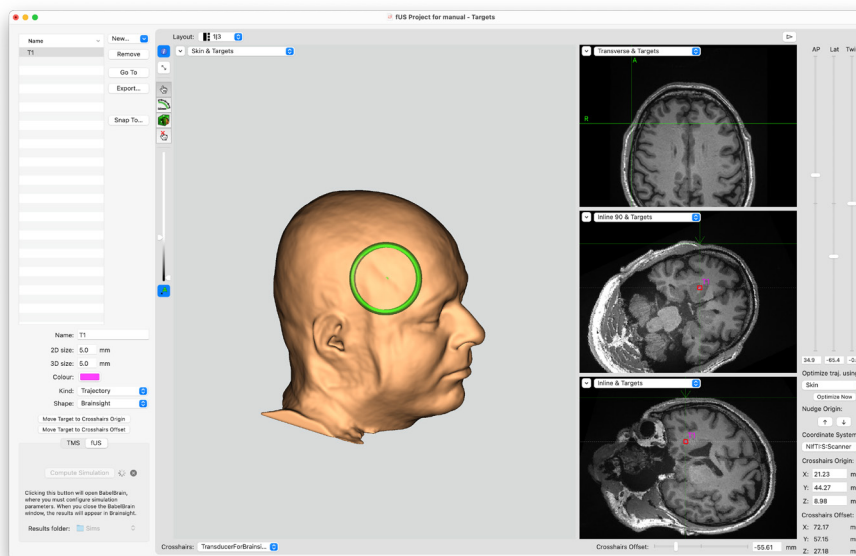 fUS Project for manual - Targets
Name
T1
New...
Remove
Go To
Export...
Snap To...
Name: T1
2D size: 5.0 mm
3D size: 5.0 mm
Colour:
Kind: Trajectory
Shape: Brainsight
Move Target to Crosshairs Origin
Move Target to Crosshairs Offset
TMS fUS
Compute Simulation
Clicking this button will open BabelBrain,
where you must configure simulation
parameters. When you close the BabelBrain
window, the results will appear in Brainsight.
Results folder: Sims
Layout: 1|3
Skin & Targets
Crosshairs: TransducerForBrainsi...
Transverse & Targets
A
R
Inline 90 & Targets
Inline & Targets
Crosshairs Offset: -55.61 mm
AP Lat Twi
34.9 -65.4 -0.
Optimize traj. using
Skin
Optimize Now
Nudge Origin:
Coordinate System
NIfTI:S:Scanner
Crosshairs Origin:
X: 21.23 m
Y: 44.27 m
Z: 8.98 m
Crosshairs Offset:
X: 72.17 m
Y: 57.15 m
Z: 27.18 m